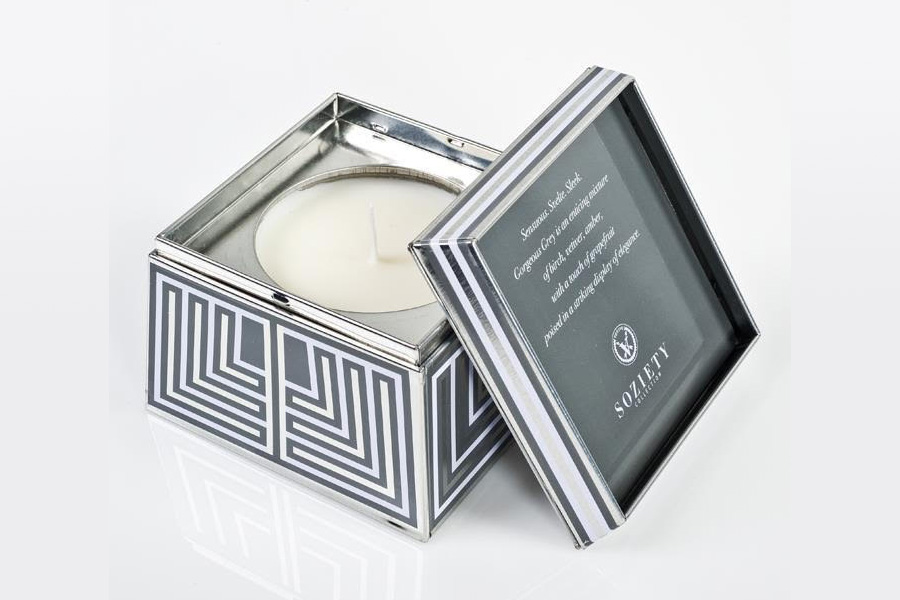 Sensuous. Svelte. Sleek.
Gorgeous Grey is an enticing mixture
of birch, vetiver, amber,
with a touch of grapefruit
poised in a striking display of elegance.
SOZIETY
COLLECTION